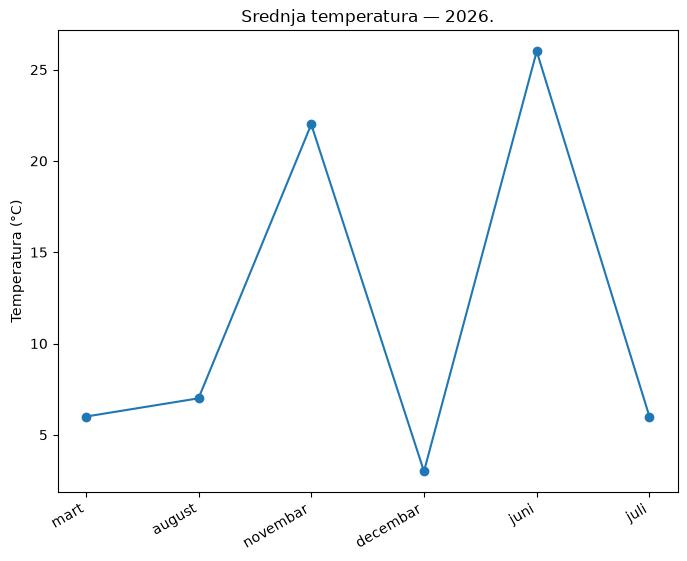 Srednja temperatura — 2026.
Temperatura (°C)
25
20
15
10
5
mart
august
novembar
decembar
juni
juli